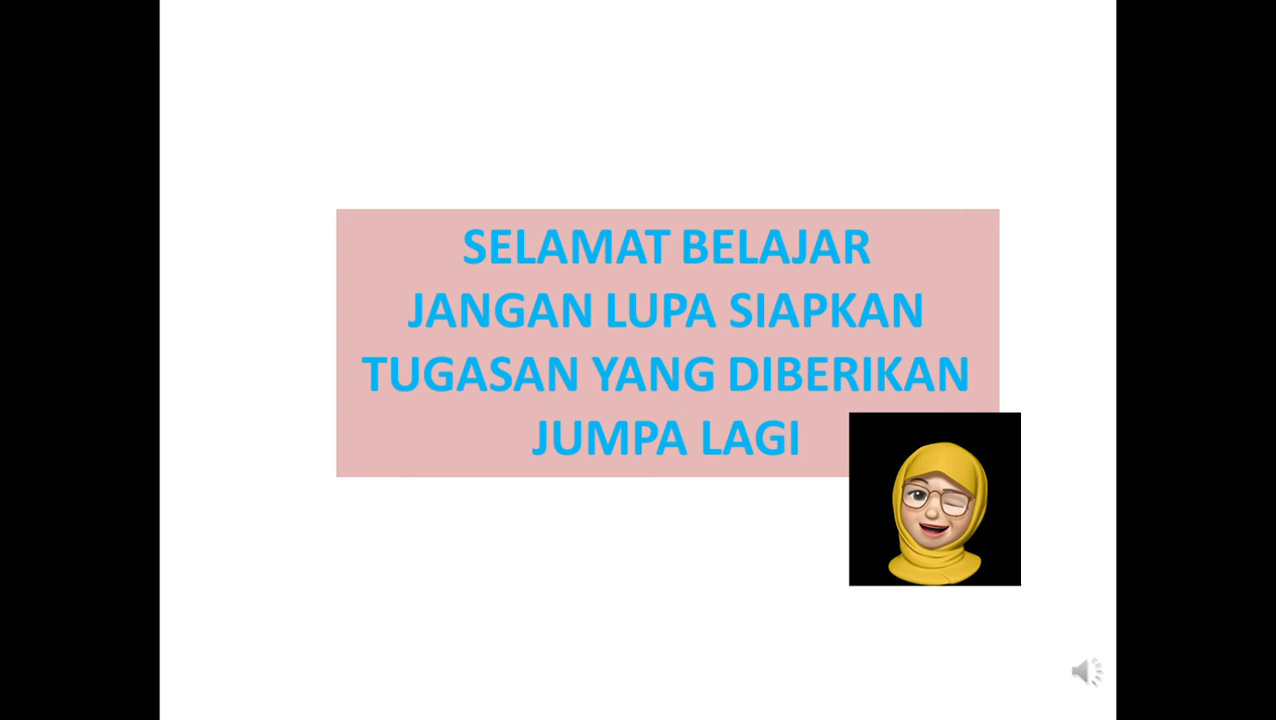 SELAMAT BELAJAR
JANGAN LUPA SIAPKAN
TUGASAN YANG DIBERIKAN
JUMPA LAGI